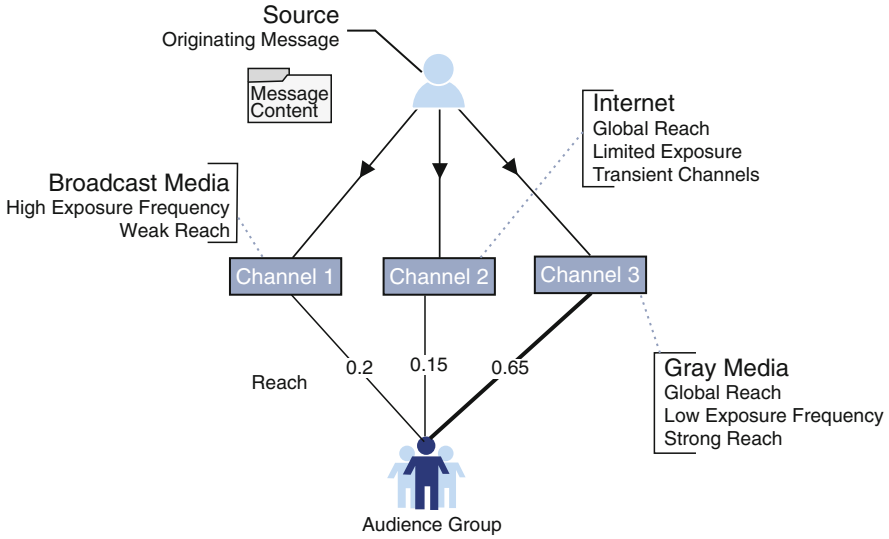 Source
Originating Message
Message
Content
Internet
Global Reach
Limited Exposure
Transient Channels
Broadcast Media
High Exposure Frequency
Weak Reach
Channel 1
Channel 2
Channel 3
Reach
0.2
0.15
0.65
Gray Media
Global Reach
Low Exposure Frequency
Strong Reach
Audience Group